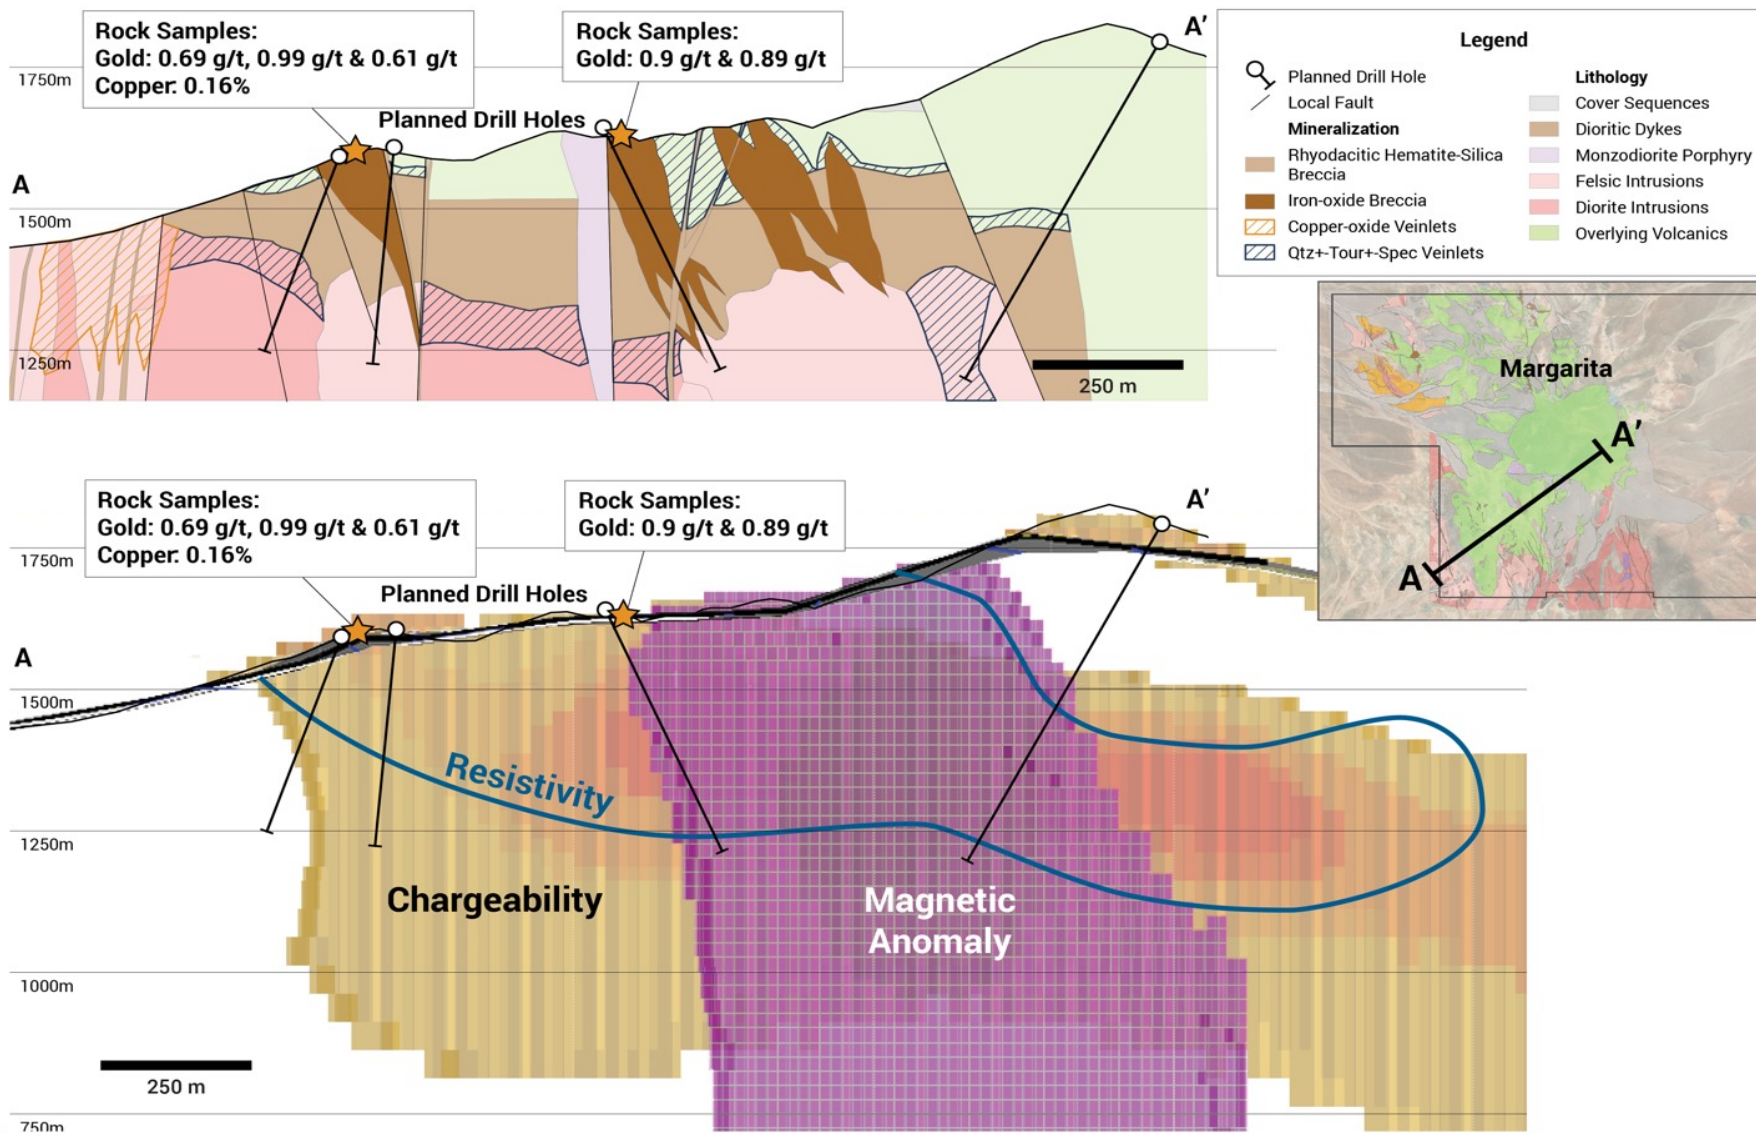 Rock Samples:
Gold: 0.69 g/t, 0.99 g/t & 0.61 g/t
Copper: 0.16%
Rock Samples:
Gold: 0.9 g/t & 0.89 g/t
A'
1750m
Planned Drill Holes
A
1500m
1250m
250 m
Legend
Planned Drill Hole
Local Fault
Mineralization
Rhyodacitic Hematite-Silica
Breccia
Iron-oxide Breccia
Copper-oxide Veinlets
Qtz+-Tour+-Spec Veinlets
Lithology
Cover Sequences
Dioritic Dykes
Monzodiorite Porphyry
Felsic Intrusions
Diorite Intrusions
Overlying Volcanics
Margarita
A'
A
Rock Samples:
Gold: 0.69 g/t, 0.99 g/t & 0.61 g/t
Copper: 0.16%
Rock Samples:
Gold: 0.9 g/t & 0.89 g/t
A'
1750m
Planned Drill Holes
A
1500m
Resistivity
1250m
Chargeability
Magnetic
Anomaly
1000m
250 m
750m